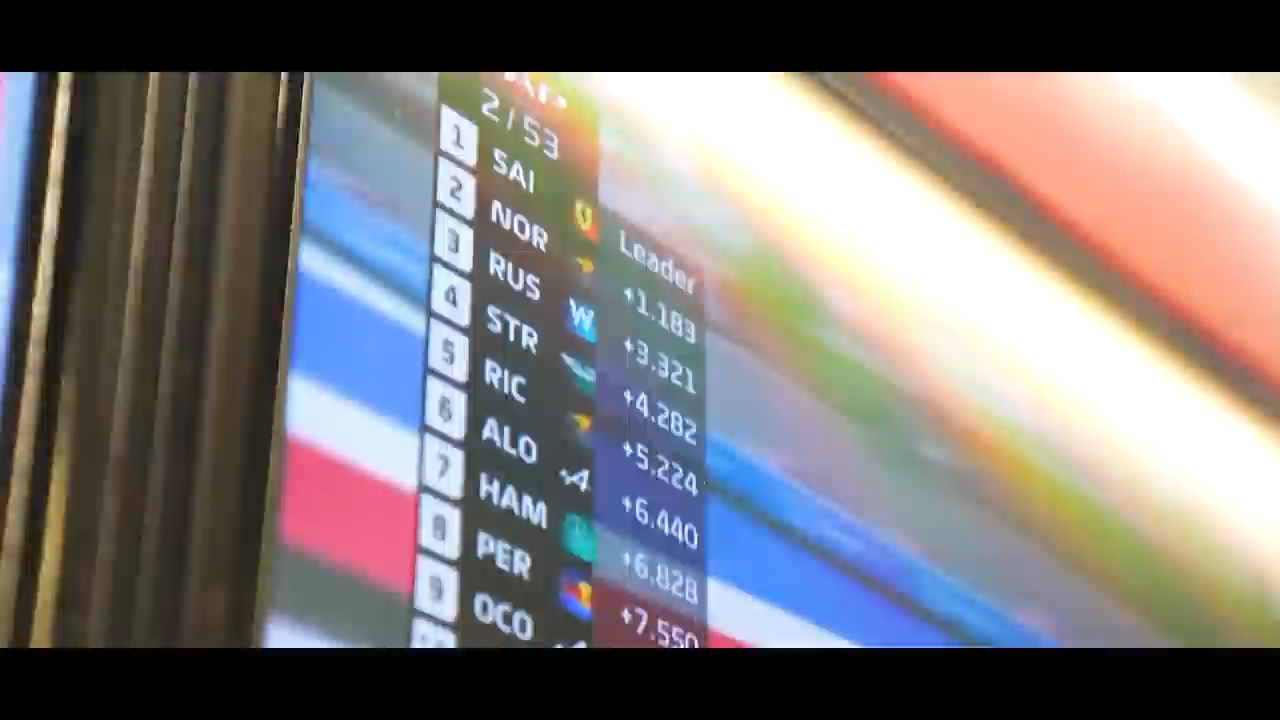 2/53
1 SAI Leader
2 NOR +1.183
3 RUS W +3.321
4 STR +4.282
5 RIC +5.224
6 ALO +6.440
7 HAM +6.828
8 PER +7.550
9 OCO